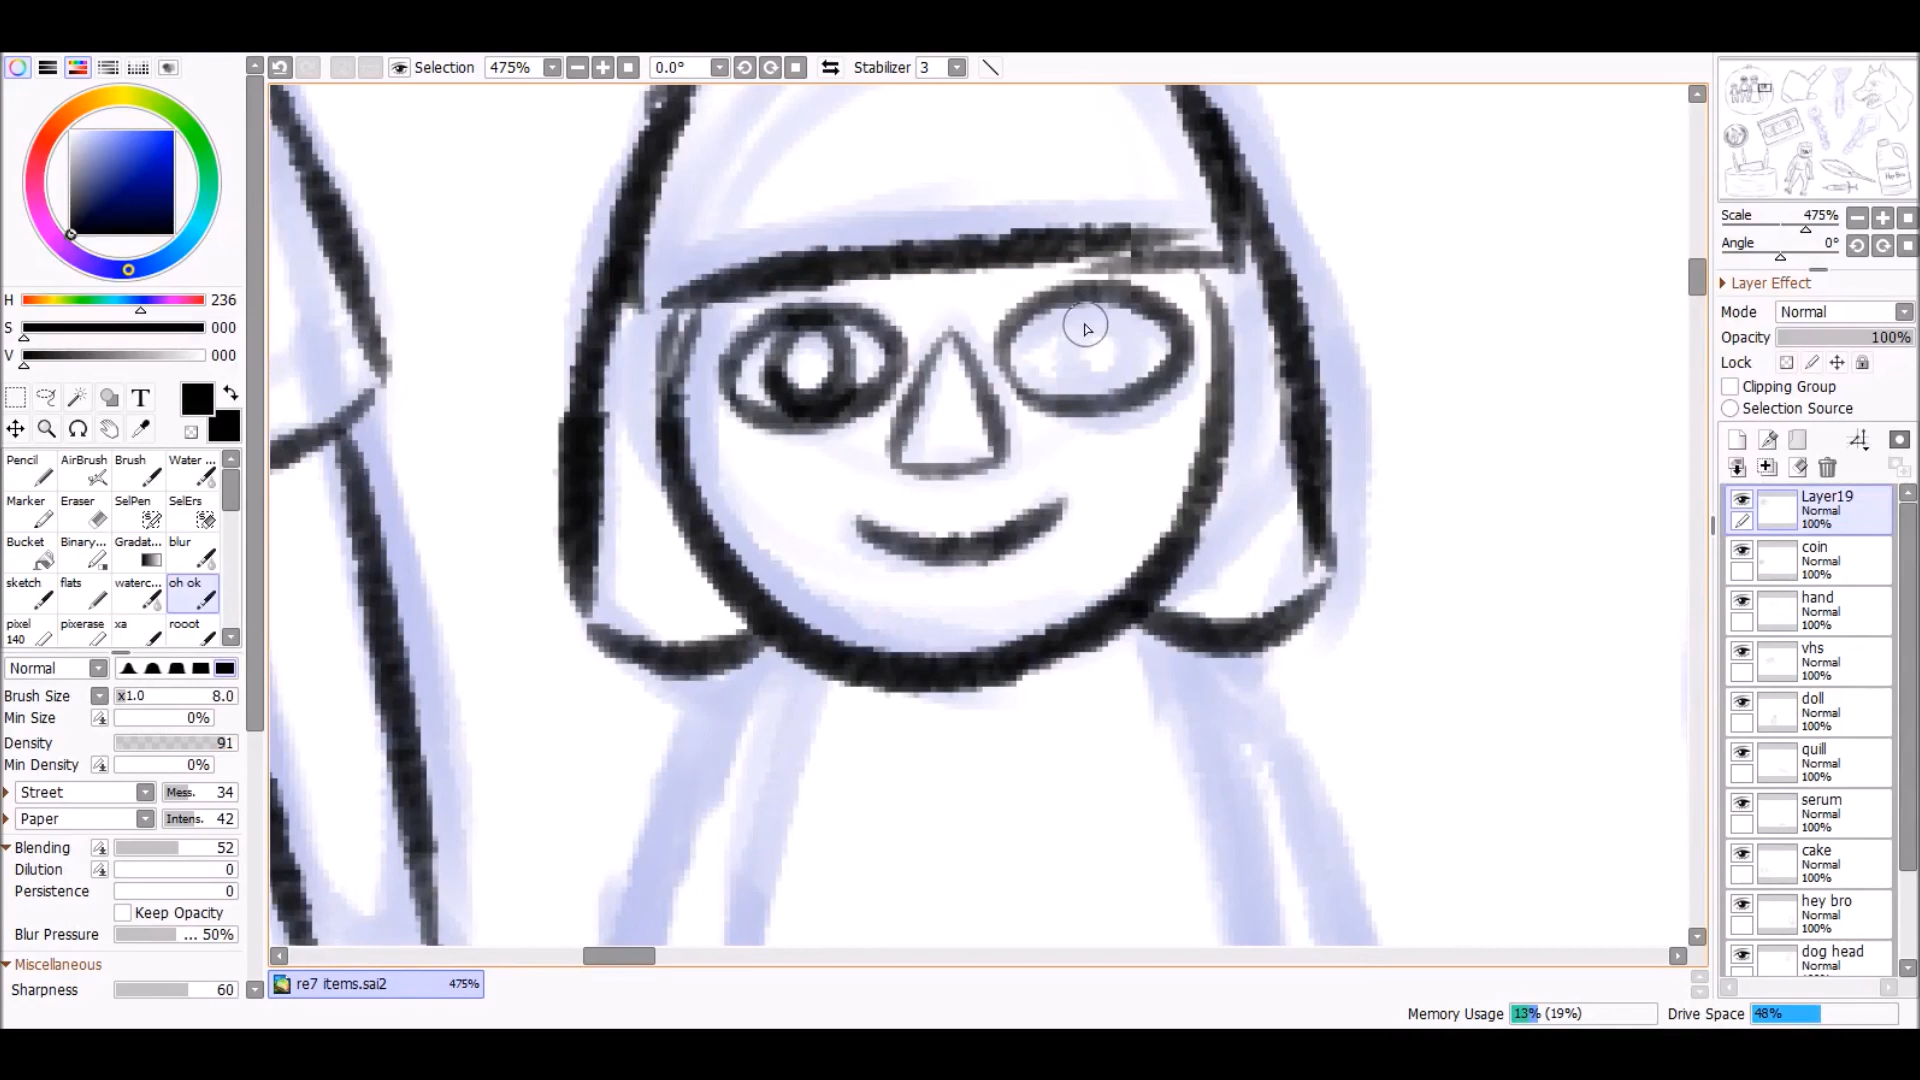 Selection 475% 0.0° Stabilizer 3
H 236
S 000
V 000
T
Pencil AirBrush Brush Water ...
Marker Eraser SelPen SelErs
Bucket Binary... Gradat... blur
sketch flats waterc... oh ok
pixel pixerase xa rooot
140
Normal
Brush Size x1.0 8.0
Min Size 0%
Density 91
Min Density 0%
Street Mess. 34
Paper Intens. 42
Blending 52
Dilution 0
Persistence 0
Keep Opacity
Blur Pressure ... 50%
Miscellaneous
Sharpness 60
re7 items.sai2 475%
Memory Usage 13% (19%) Drive Space 48%
Scale 475%
Angle 0°
Layer Effect
Mode Normal
Opacity 100%
Lock
Clipping Group
Selection Source
Layer19
Normal
100%
coin
Normal
100%
hand
Normal
100%
vhs
Normal
100%
doll
Normal
100%
quill
Normal
100%
serum
Normal
100%
cake
Normal
100%
hey bro
Normal
100%
dog head
Normal